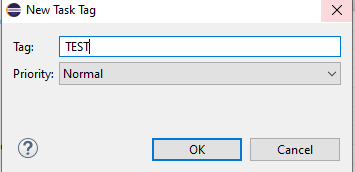 New Task Tag
Tag: TEST
Priority: Normal
OK Cancel